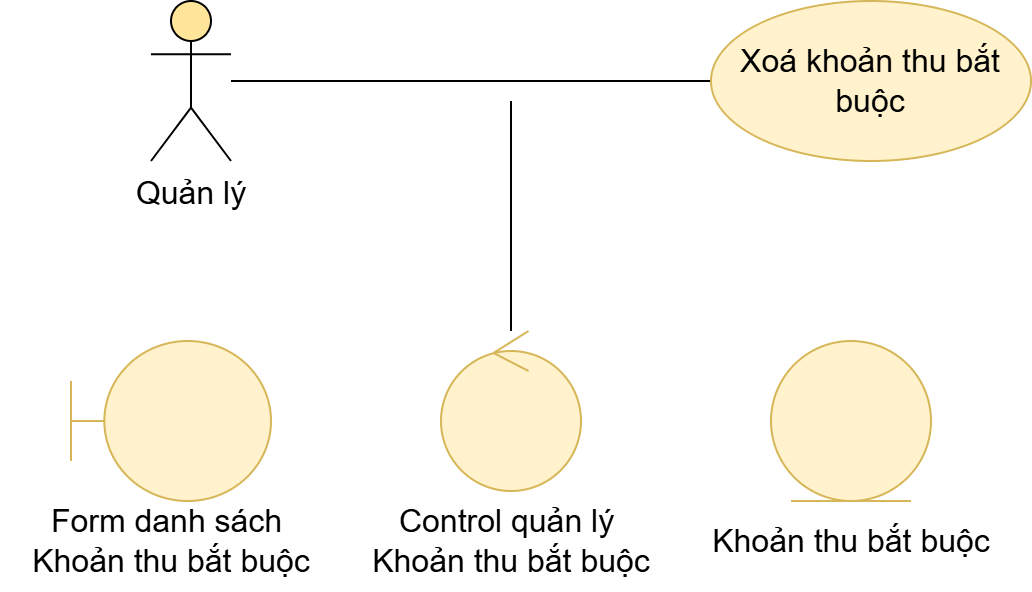 Xoá khoản thu bắt
buộc
Quản lý
Form danh sách
Khoản thu bắt buộc
Control quản lý
Khoản thu bắt buộc
Khoản thu bắt buộc